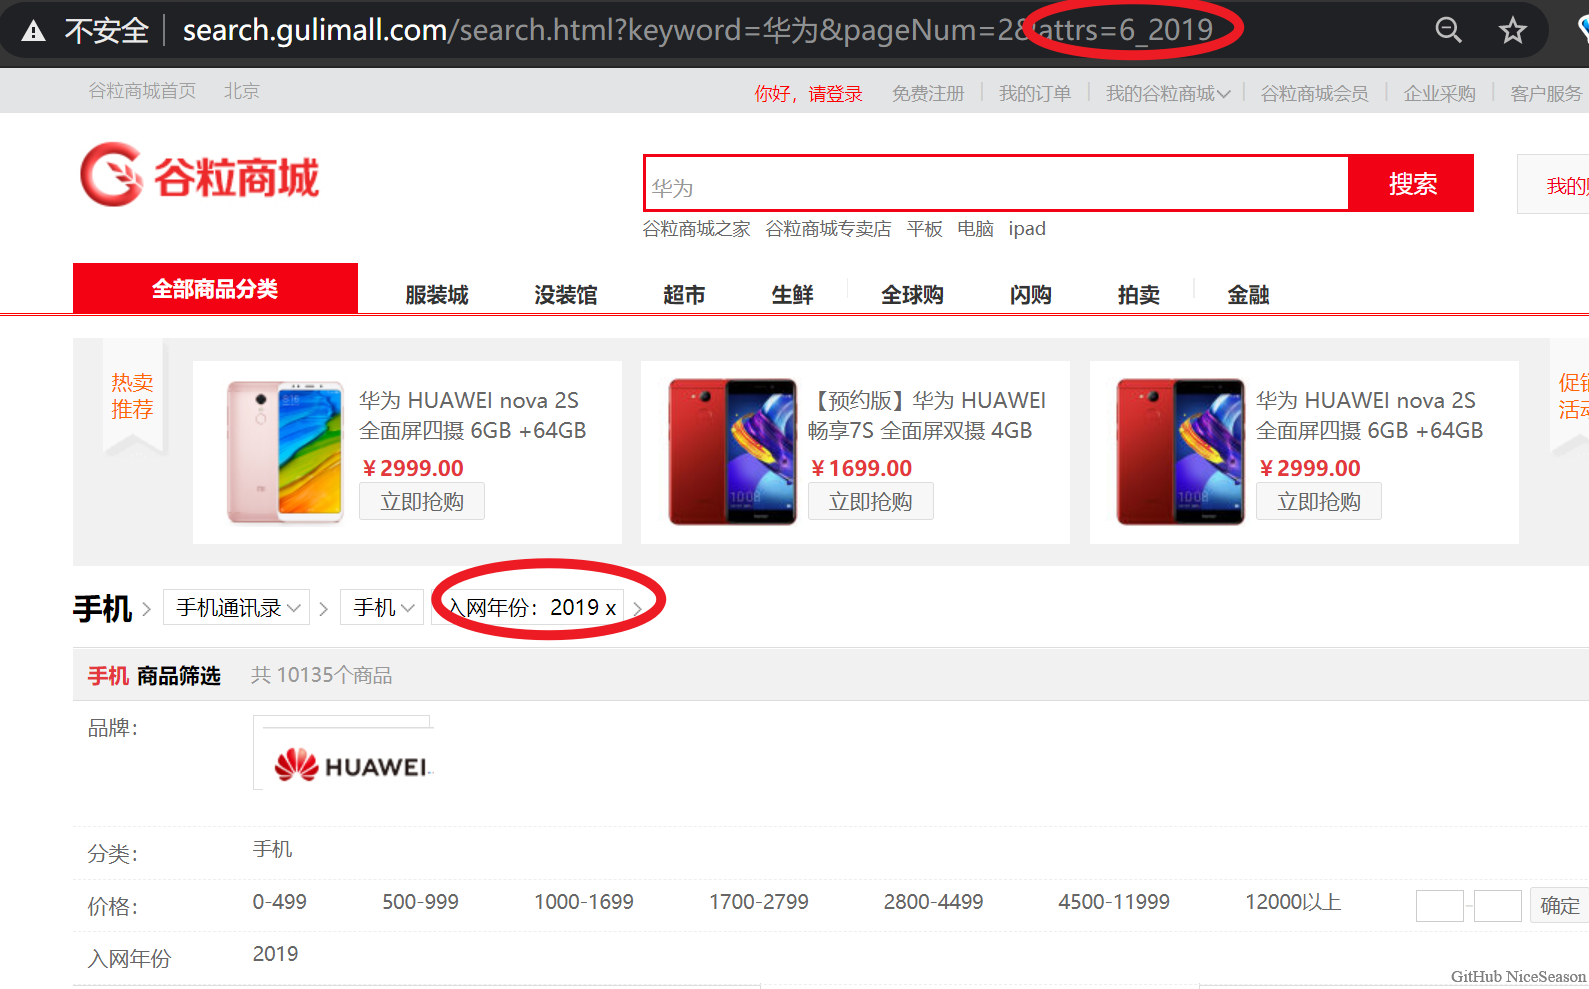 不安全 search.gulimall.com/search.html?keyword=华为&pageNum=2&attrs=6_2019
谷粒商城首页 北京 你好，请登录 免费注册 我的订单 我的谷粒商城 谷粒商城会员 企业采购 客户服务
谷粒商城
华为 搜索 我的
谷粒商城之家 谷粒商城专卖店 平板 电脑 ipad
全部商品分类 服装城 没装馆 超市 生鲜 全球购 闪购 拍卖 金融
热卖
推荐
华为 HUAWEI nova 2S
全面屏四摄 6GB +64GB
¥2999.00
立即抢购
【预约版】华为 HUAWEI
畅享7S 全面屏双摄 4GB
¥1699.00
立即抢购
华为 HUAWEI nova 2S
全面屏四摄 6GB +64GB
¥2999.00
立即抢购
促销
活动
手机 手机通讯录 手机 入网年份：2019 x
手机 商品筛选 共 10135个商品
品牌：
HUAWEI
分类： 手机
价格： 0-499 500-999 1000-1699 1700-2799 2800-4499 4500-11999 12000以上 - 确定
入网年份 2019
GitHub NiceSeason